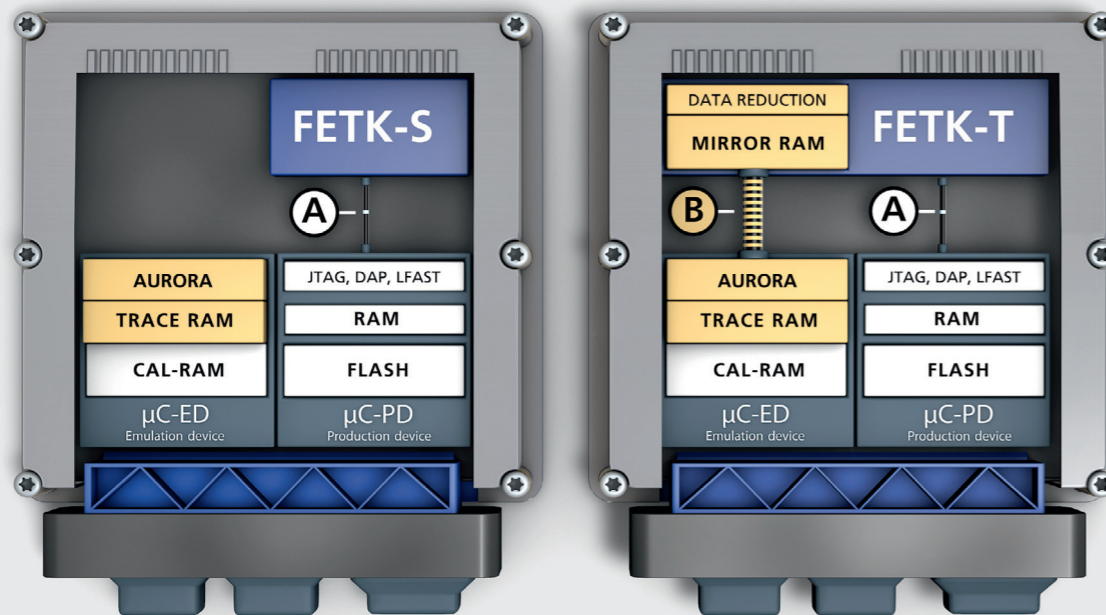 FETK-S
A
AURORA
TRACE RAM
CAL-RAM
µC-ED
Emulation device
JTAG, DAP, LFAST
RAM
FLASH
µC-PD
Production device
DATA REDUCTION
MIRROR RAM
FETK-T
B
A
AURORA
TRACE RAM
CAL-RAM
µC-ED
Emulation device
JTAG, DAP, LFAST
RAM
FLASH
µC-PD
Production device